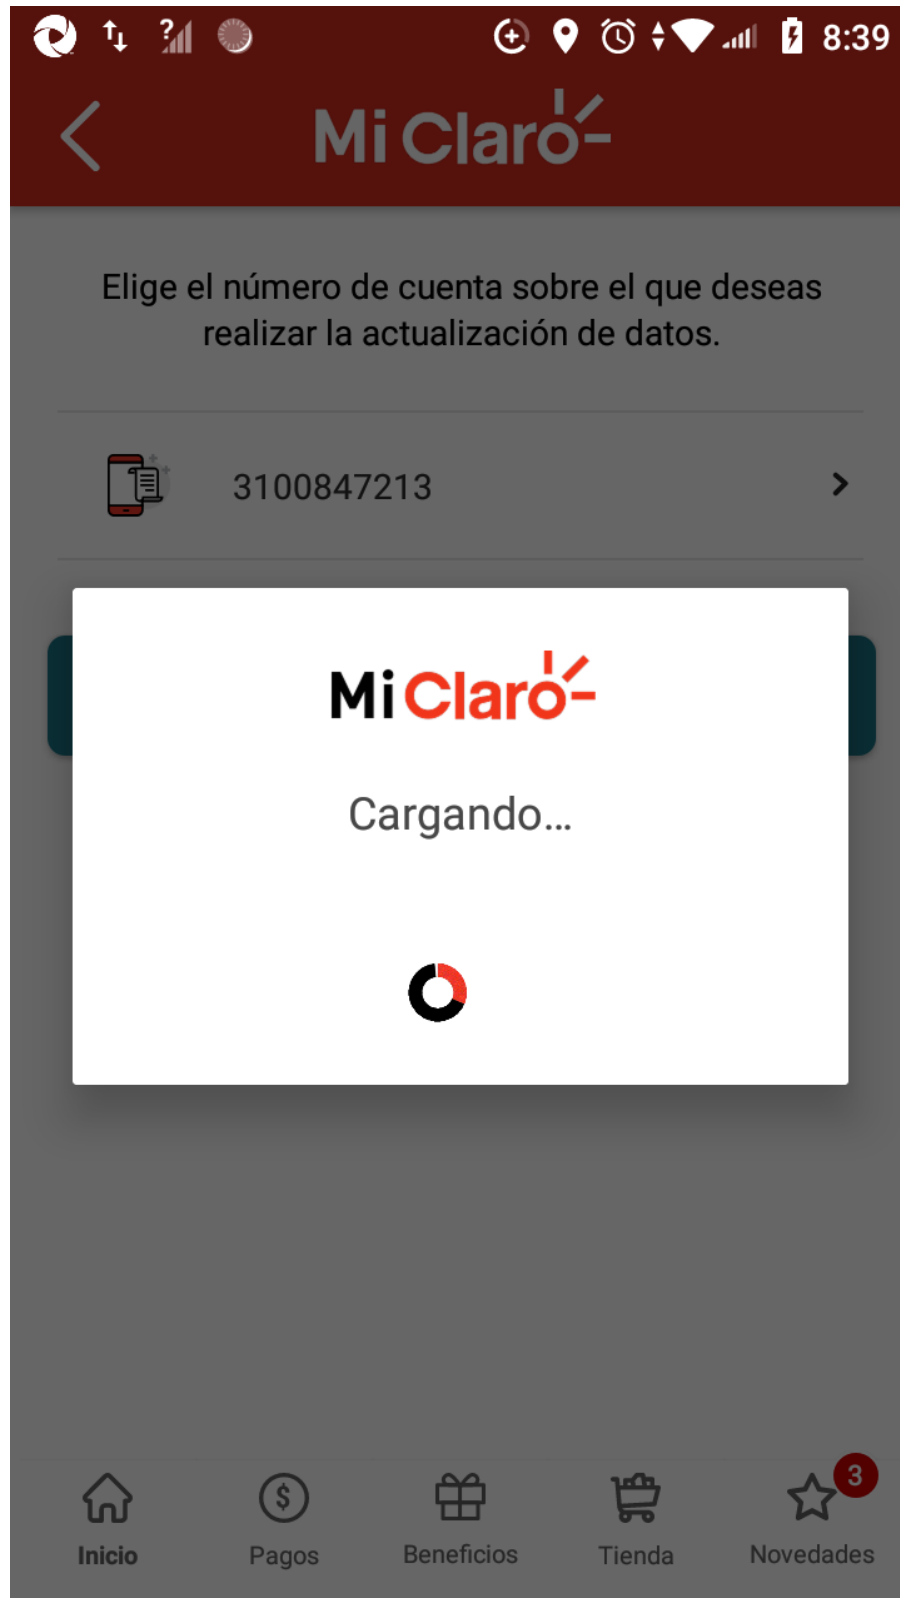 8:39
Mi Claro
Elige el número de cuenta sobre el que deseas
realizar la actualización de datos.
3100847213
Mi Claro
Cargando...
3
Inicio
Pagos
Beneficios
Tienda
Novedades